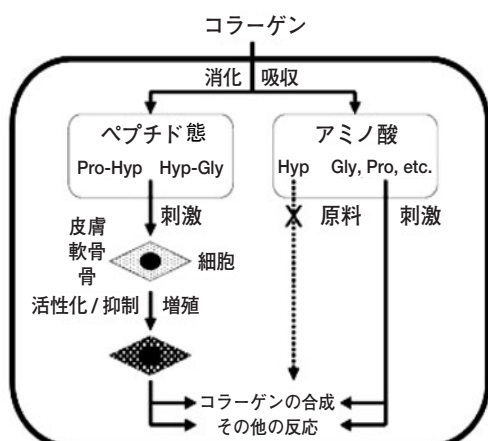 コラーゲン
消化 吸収
ペプチド態
Pro-Hyp Hyp-Gly
アミノ酸
Hyp Gly, Pro, etc.
刺激
原料 刺激
皮膚
軟骨
骨
細胞
活性化 / 抑制 増殖
コラーゲンの合成
その他の反応